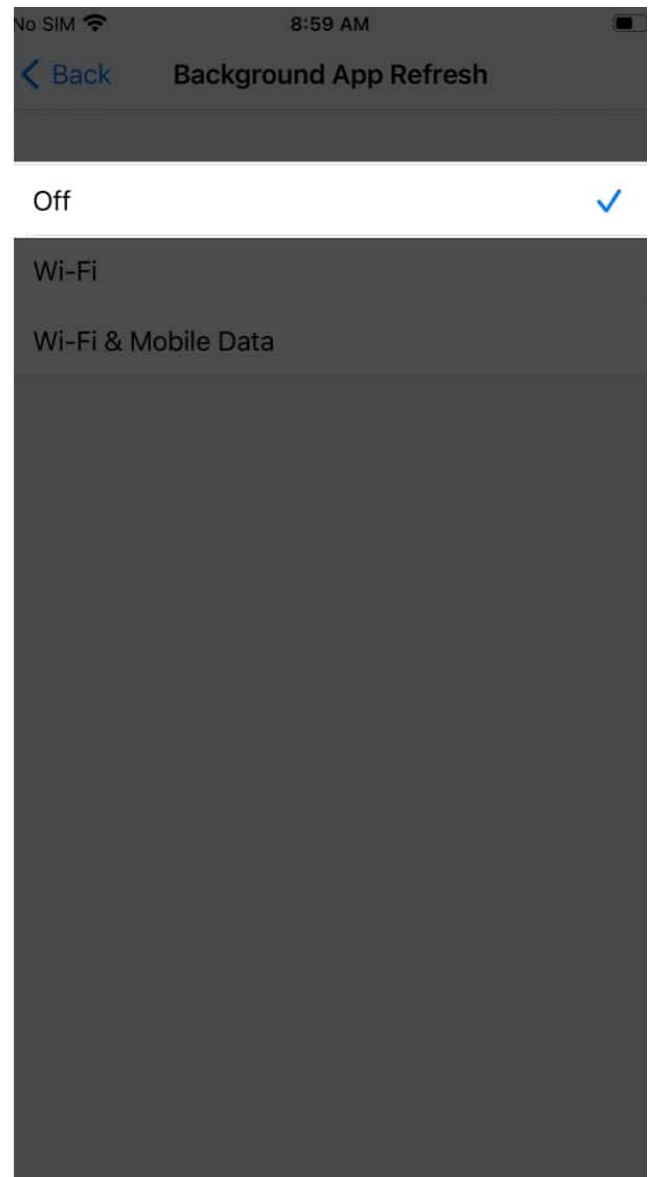 No SIM 8:59 AM
Back Background App Refresh
Off
Wi-Fi
Wi-Fi & Mobile Data